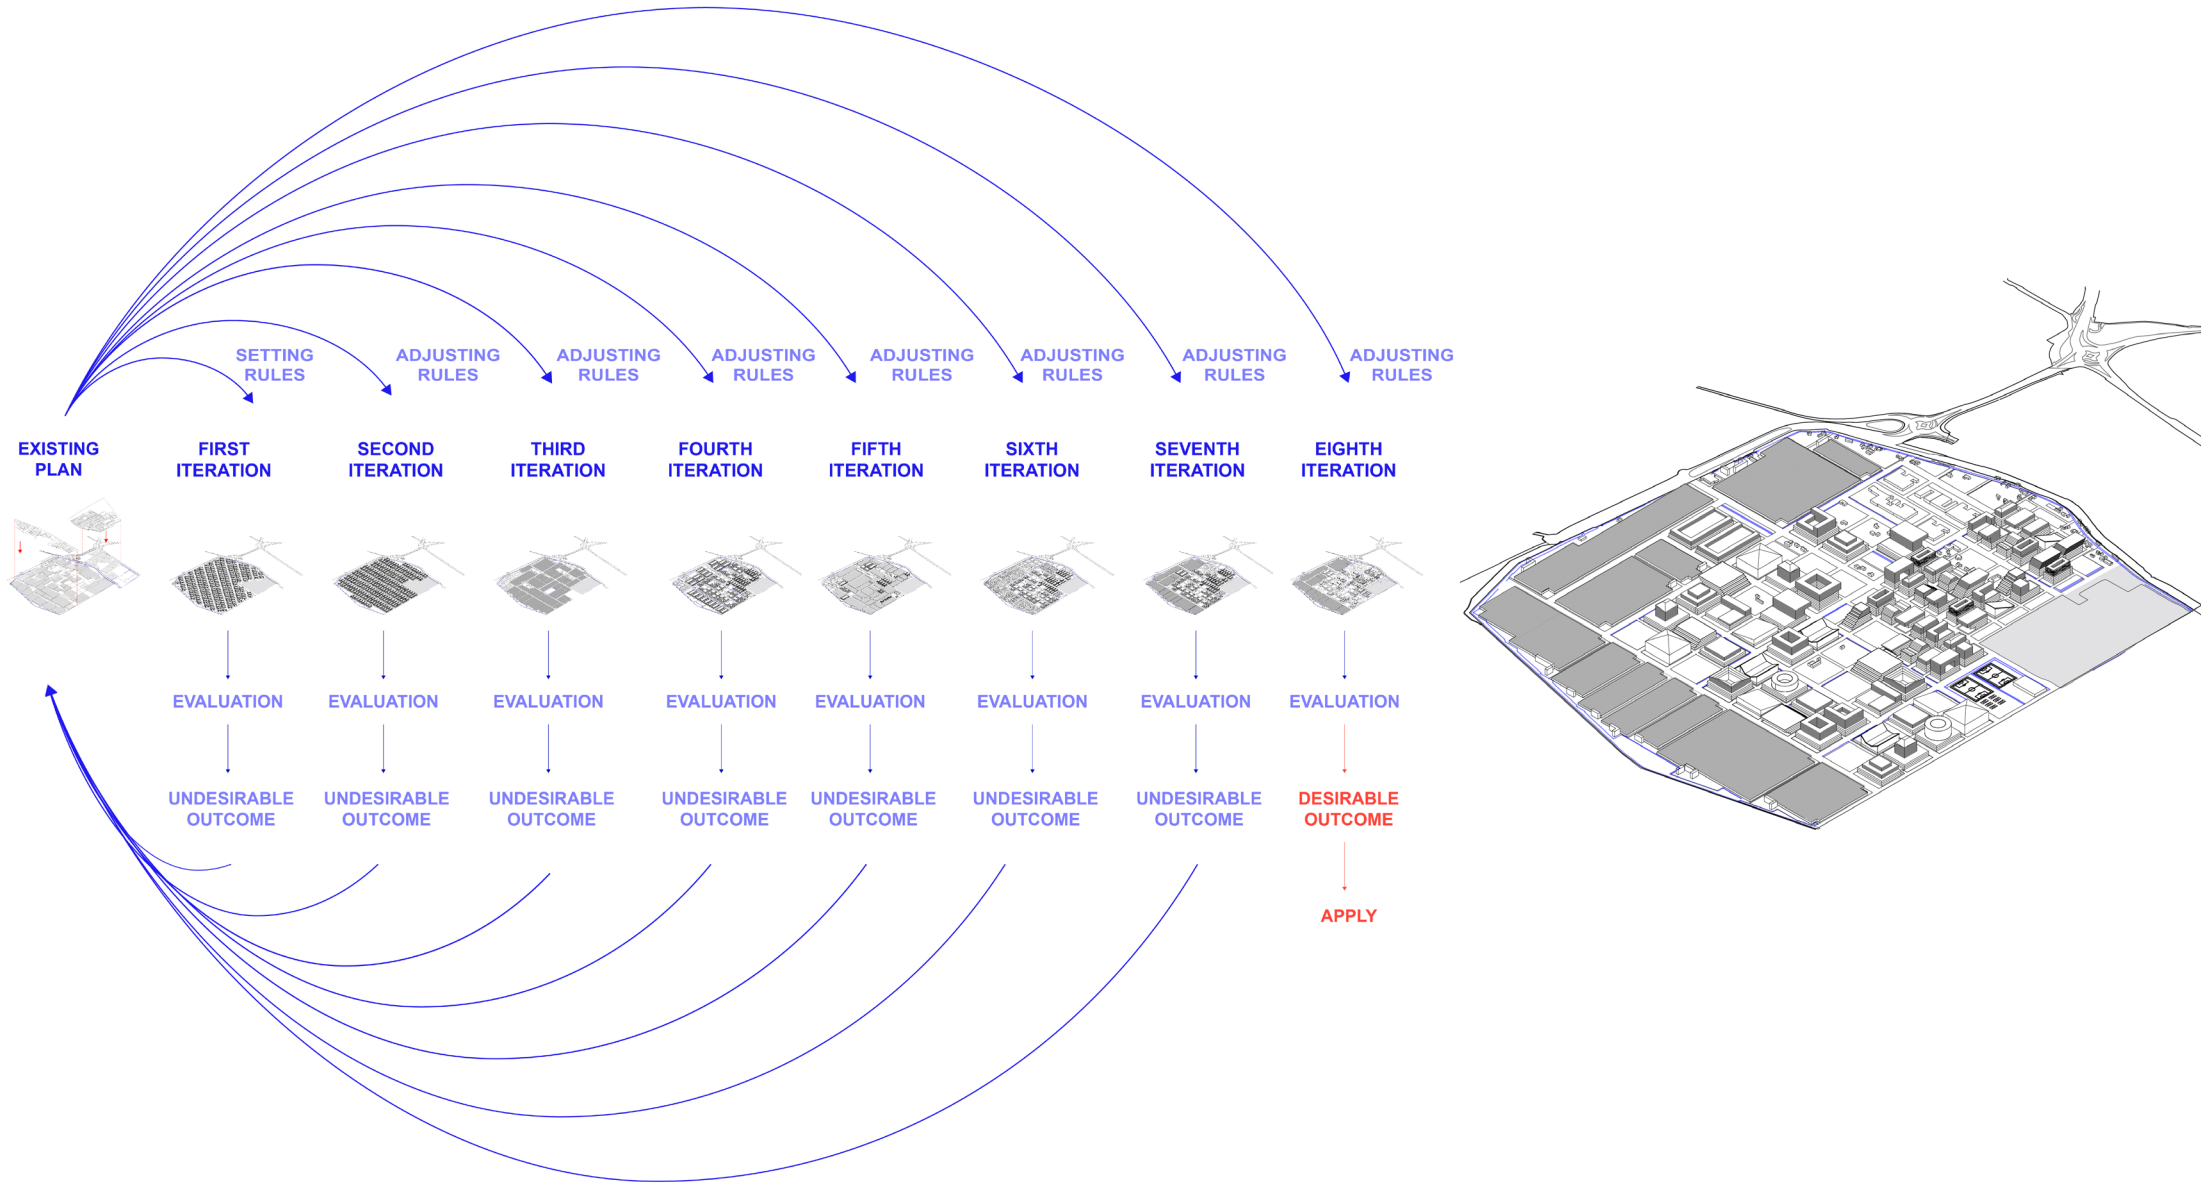 SETTING
RULES
ADJUSTING
RULES
ADJUSTING
RULES
ADJUSTING
RULES
ADJUSTING
RULES
ADJUSTING
RULES
ADJUSTING
RULES
ADJUSTING
RULES
EXISTING
PLAN
FIRST
ITERATION
SECOND
ITERATION
THIRD
ITERATION
FOURTH
ITERATION
FIFTH
ITERATION
SIXTH
ITERATION
SEVENTH
ITERATION
EIGHTH
ITERATION
EVALUATION
EVALUATION
EVALUATION
EVALUATION
EVALUATION
EVALUATION
EVALUATION
EVALUATION
UNDESIRABLE
OUTCOME
UNDESIRABLE
OUTCOME
UNDESIRABLE
OUTCOME
UNDESIRABLE
OUTCOME
UNDESIRABLE
OUTCOME
UNDESIRABLE
OUTCOME
UNDESIRABLE
OUTCOME
DESIRABLE
OUTCOME
APPLY